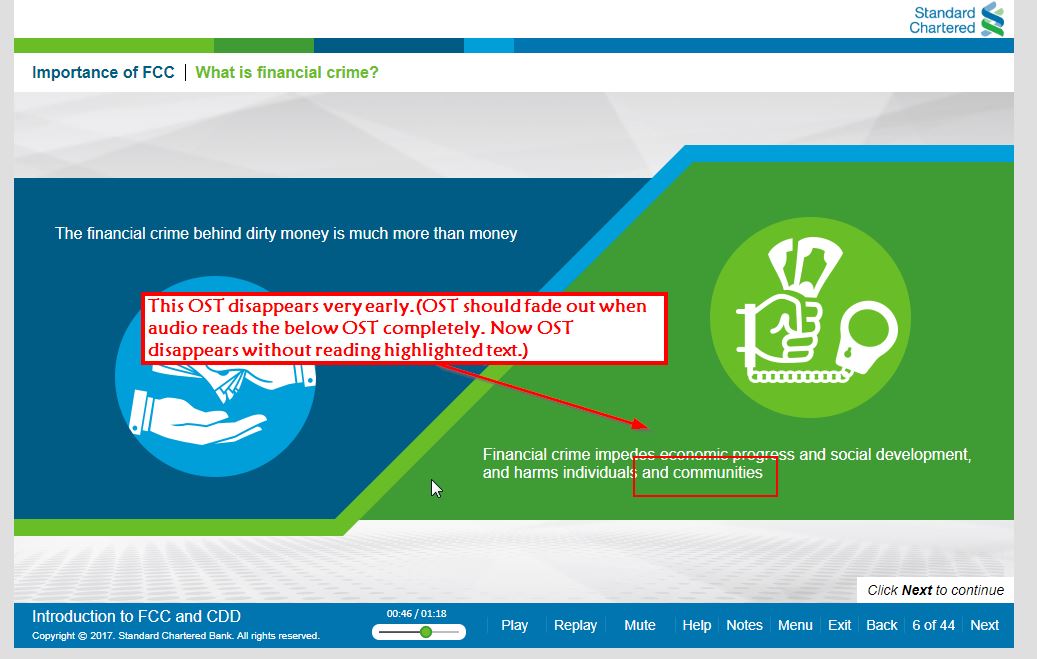 Standard
Chartered
Importance of FCC | What is financial crime?
The financial crime behind dirty money is much more than money
This OST disappears very early.(OST should fade out when
audio reads the below OST completely. Now OST
disappears without reading highlighted text.)
Financial crime impedes economic progress and social development,
and harms individuals and communities
Click Next to continue
Introduction to FCC and CDD
Copyright © 2017. Standard Chartered Bank. All rights reserved.
00:46 / 01:18
Play Replay Mute Help Notes Menu Exit Back 6 of 44 Next